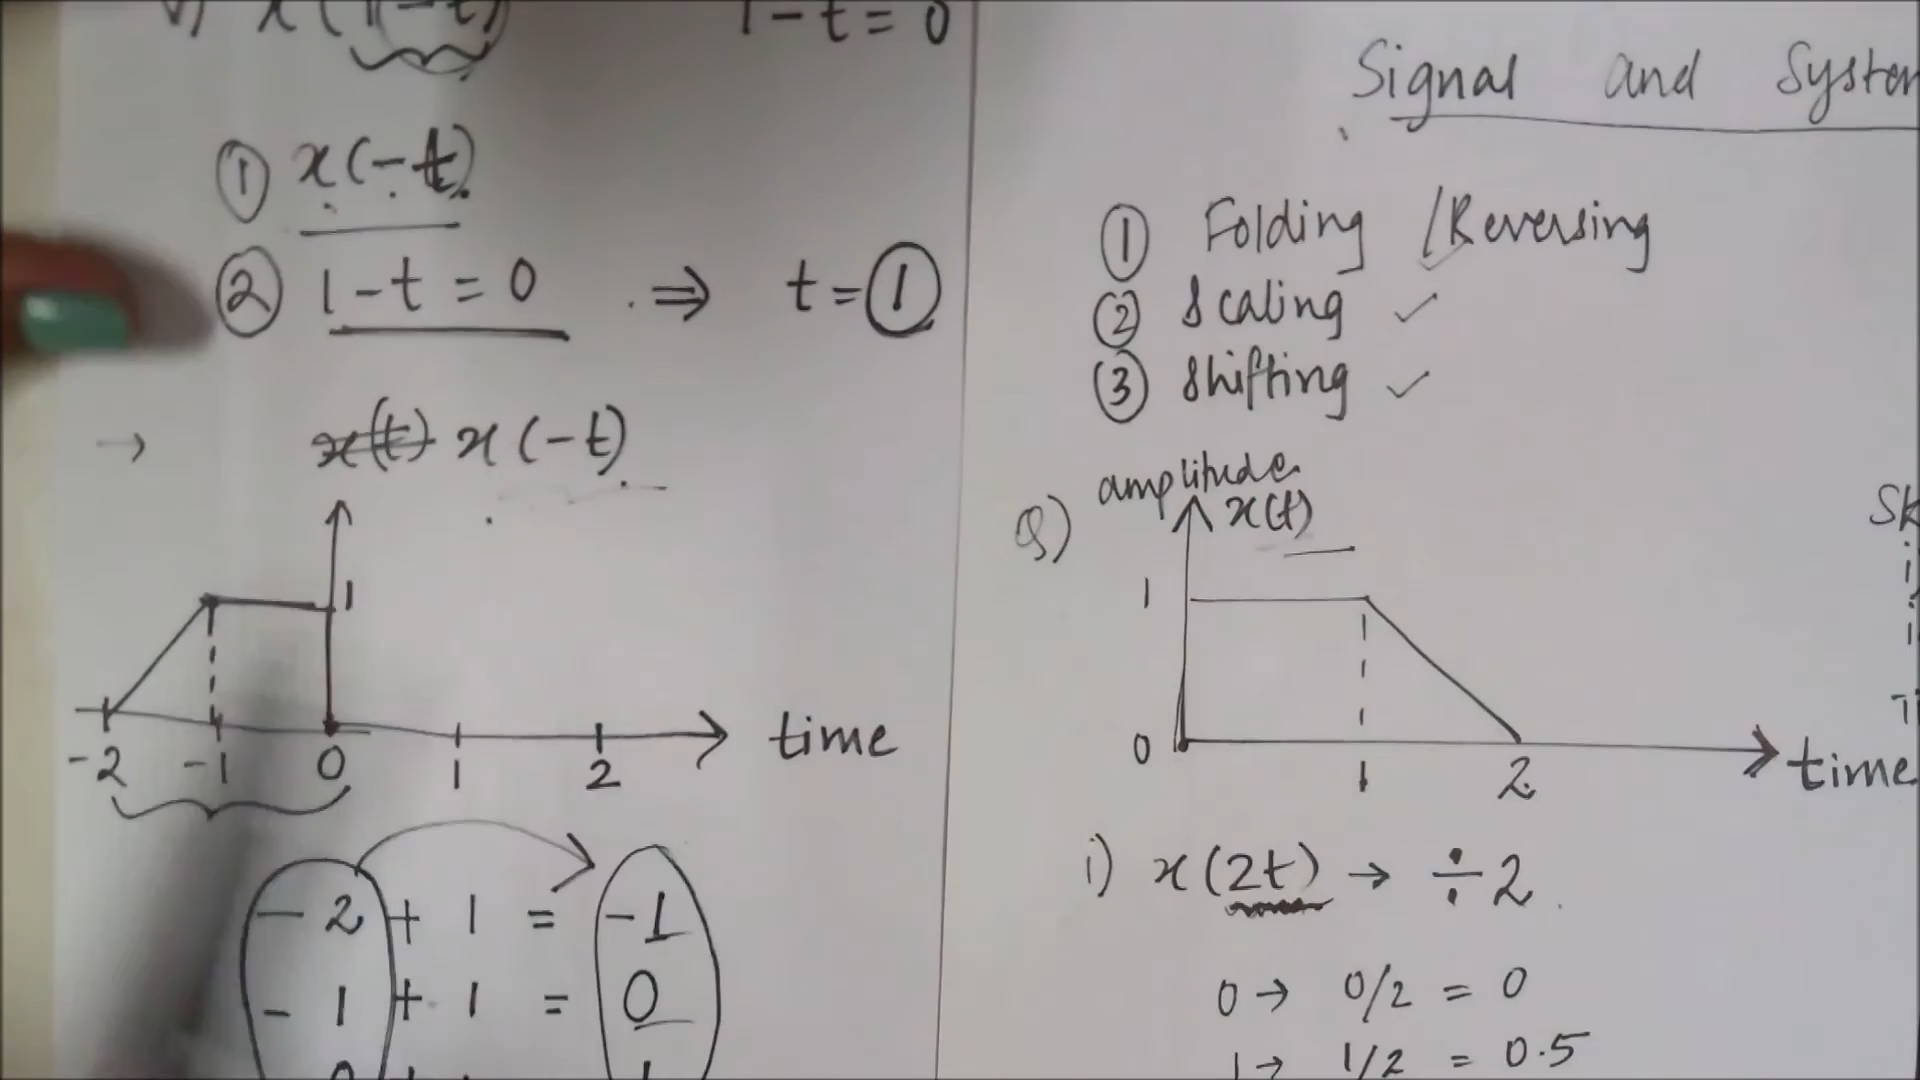 x(1-t)    1-t=0
① x(-t)
② 1-t=0 ⇒ t=①
→ x(t) x(-t)
1
-2 -1 0 1 2 time
-2+1 = -1
-1+1 = 0
Signal and System
① Folding /Reversing
② Scaling ✓
③ Shifting ✓
amplitude
Q) x(t)
1
0 1 2 time
i) x(2t) → ÷2
0→ 0/2 = 0
1→ 1/2 = 0.5